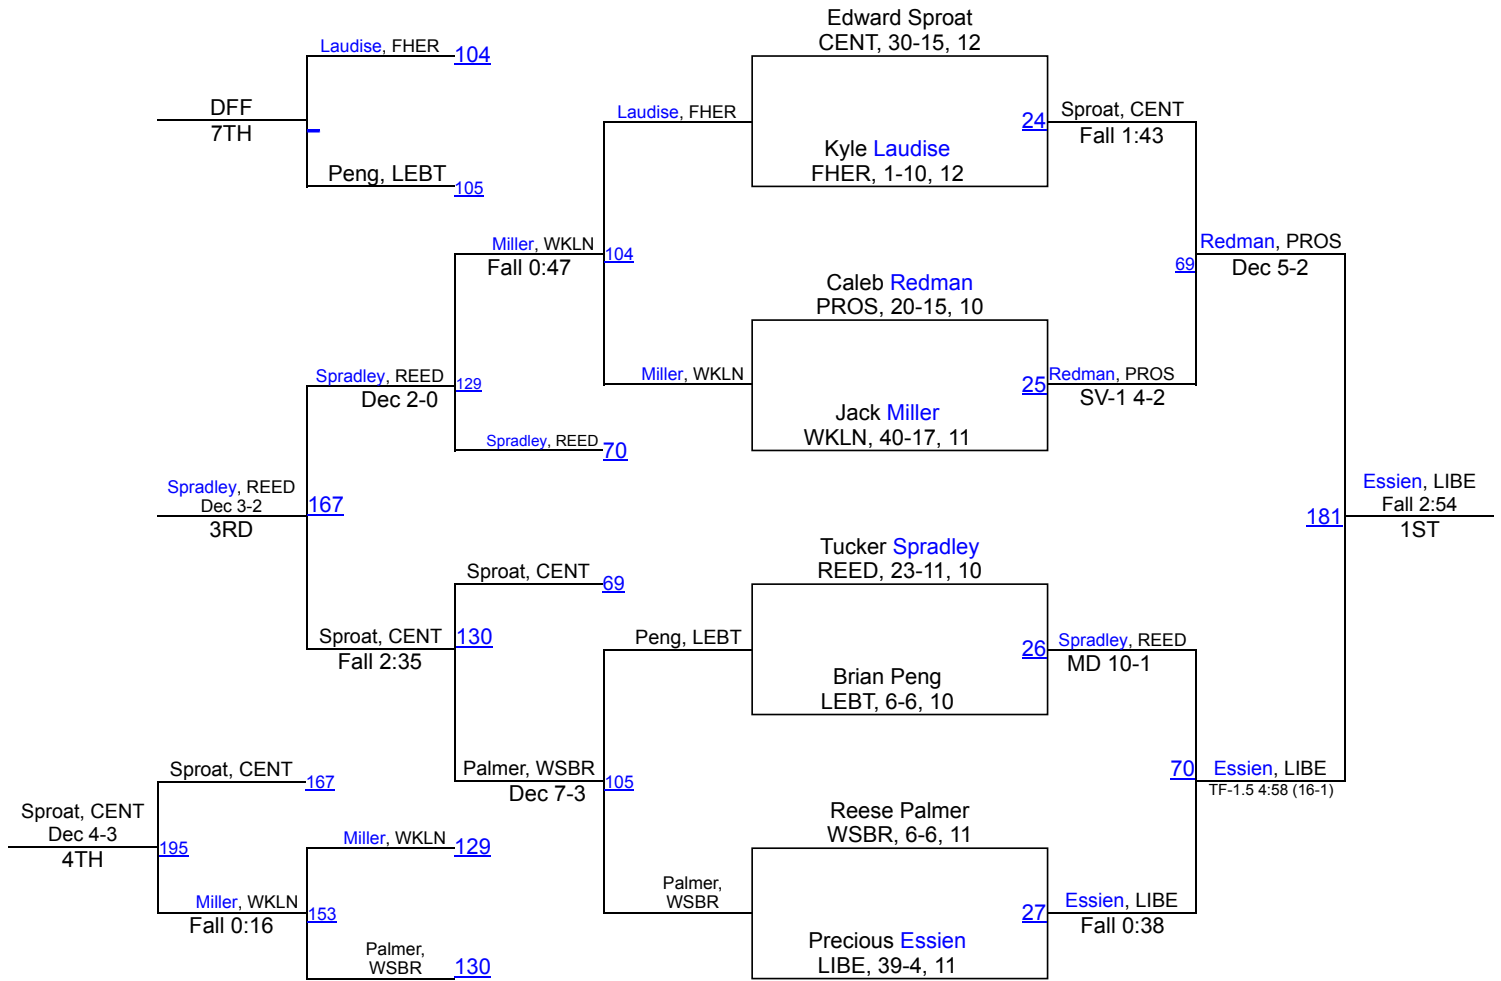 Laudise, FHER
104
DFF
7TH
Peng, LEBT
105
Edward Sproat
CENT, 30-15, 12
Laudise, FHER
24
Sproat, CENT
Fall 1:43
Kyle Laudise
FHER, 1-10, 12
Miller, WKLN
Fall 0:47
104
Redman, PROS
Dec 5-2
69
Caleb Redman
PROS, 20-15, 10
Spradley, REED
Dec 2-0
129
Miller, WKLN
25
Redman, PROS
SV-1 4-2
Jack Miller
WKLN, 40-17, 11
Spradley, REED
70
Spradley, REED
Dec 3-2
3RD
167
Essien, LIBE
Fall 2:54
1ST
181
Tucker Spradley
REED, 23-11, 10
Sproat, CENT
69
Sproat, CENT
Fall 2:35
130
Peng, LEBT
26
Spradley, REED
MD 10-1
Brian Peng
LEBT, 6-6, 10
Sproat, CENT
167
Palmer, WSBR
Dec 7-3
105
70
Essien, LIBE
TF-1.5 4:58 (16-1)
Sproat, CENT
Dec 4-3
4TH
195
Miller, WKLN
129
Reese Palmer
WSBR, 6-6, 11
Miller, WKLN
Fall 0:16
153
Palmer,
WSBR
27
Essien, LIBE
Fall 0:38
Precious Essien
LIBE, 39-4, 11
Palmer,
WSBR
130